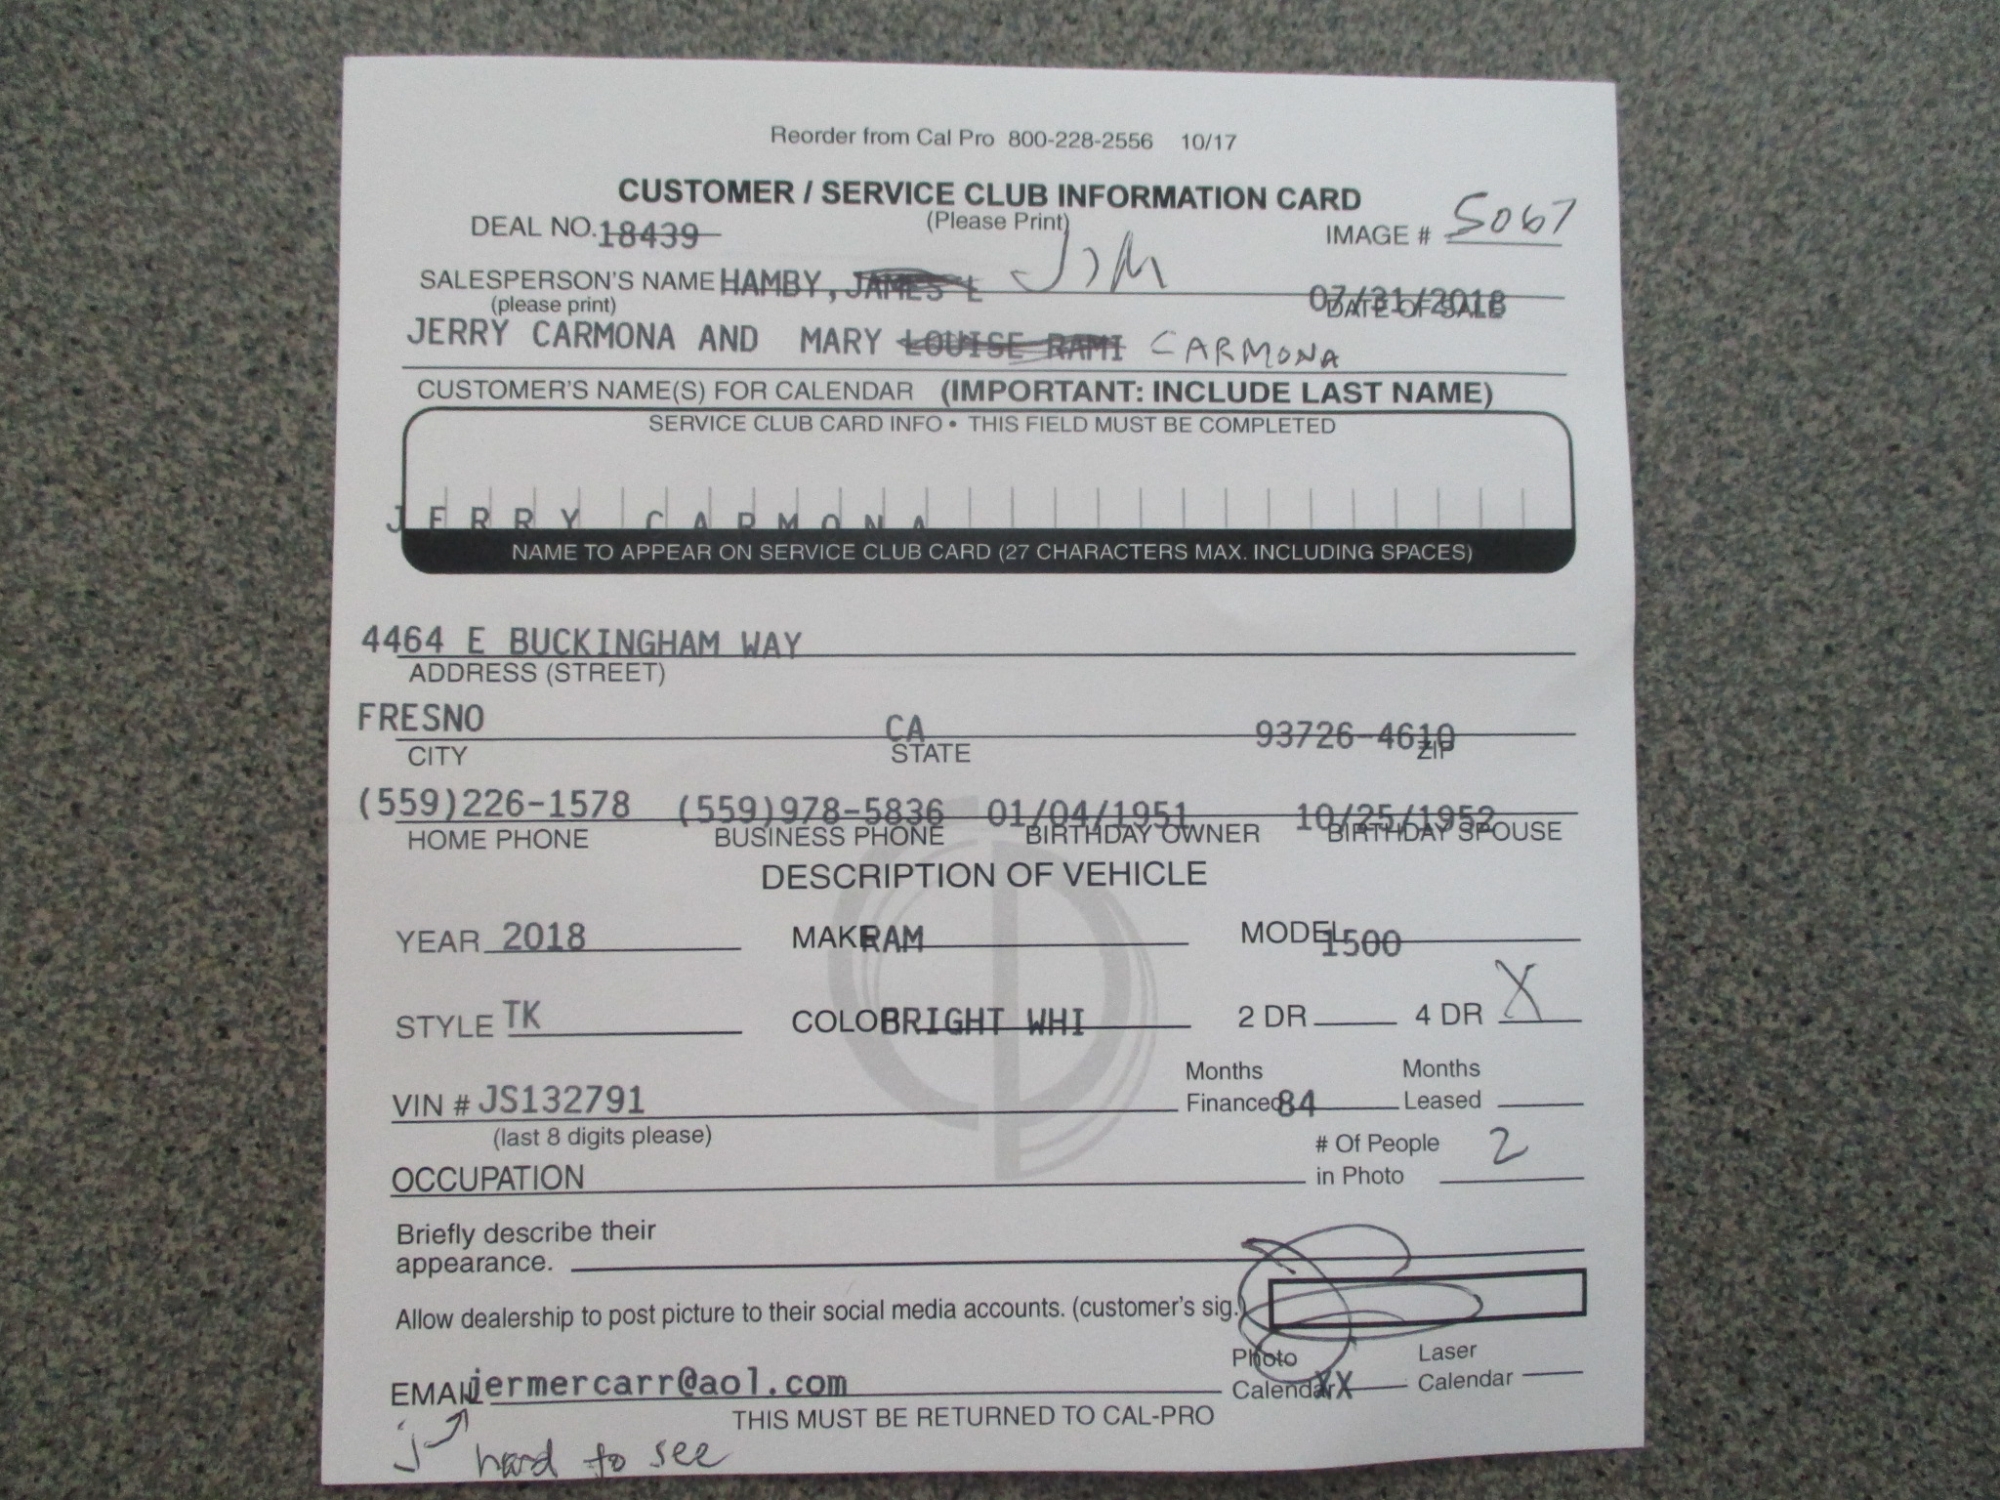 Reorder from Cal Pro 800-228-2556 10/17
CUSTOMER / SERVICE CLUB INFORMATION CARD
(Please Print)
DEAL NO. 18439
IMAGE # 5067
SALESPERSON'S NAME HAMBY, JAMES L JIM
(please print)
07/31/2018
DATE OF SALE
JERRY CARMONA AND MARY LOUISE RAMI CARMONA
CUSTOMER'S NAME(S) FOR CALENDAR (IMPORTANT: INCLUDE LAST NAME)
SERVICE CLUB CARD INFO • THIS FIELD MUST BE COMPLETED
JERRY CARMONA
NAME TO APPEAR ON SERVICE CLUB CARD (27 CHARACTERS MAX. INCLUDING SPACES)
4464 E BUCKINGHAM WAY
ADDRESS (STREET)
FRESNO CA 93726-4610
CITY STATE ZIP
(559)226-1578 (559)978-5836 01/04/1951 10/25/1952
HOME PHONE BUSINESS PHONE BIRTHDAY OWNER BIRTHDAY SPOUSE
DESCRIPTION OF VEHICLE
YEAR 2018 MAKE RAM MODEL 1500
STYLE TK COLOR BRIGHT WHI 2 DR 4 DR X
Months Months
VIN # JS132791 Financed 84 Leased
(last 8 digits please)
# Of People 2
OCCUPATION in Photo
Briefly describe their
appearance.
Allow dealership to post picture to their social media accounts. (customer's sig.)
Photo Laser
EMAIL jermercarr@aol.com Calendar XX Calendar
THIS MUST BE RETURNED TO CAL-PRO
j hard to see